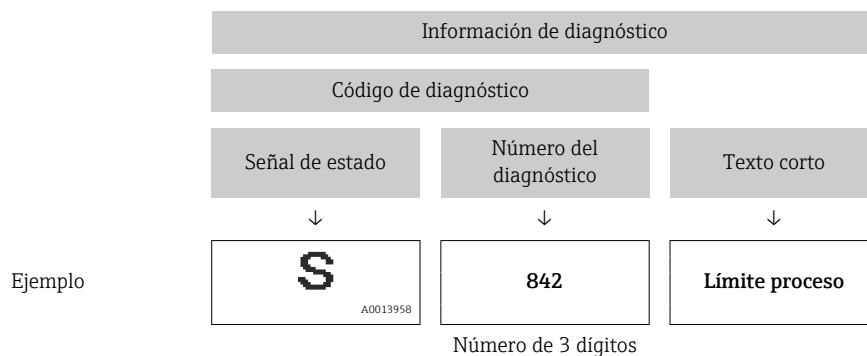 Información de diagnóstico
Código de diagnóstico
Señal de estado
Número del
diagnóstico
Texto corto
↓ ↓ ↓
Ejemplo
S
A0013958
842
Límite proceso
Número de 3 dígitos